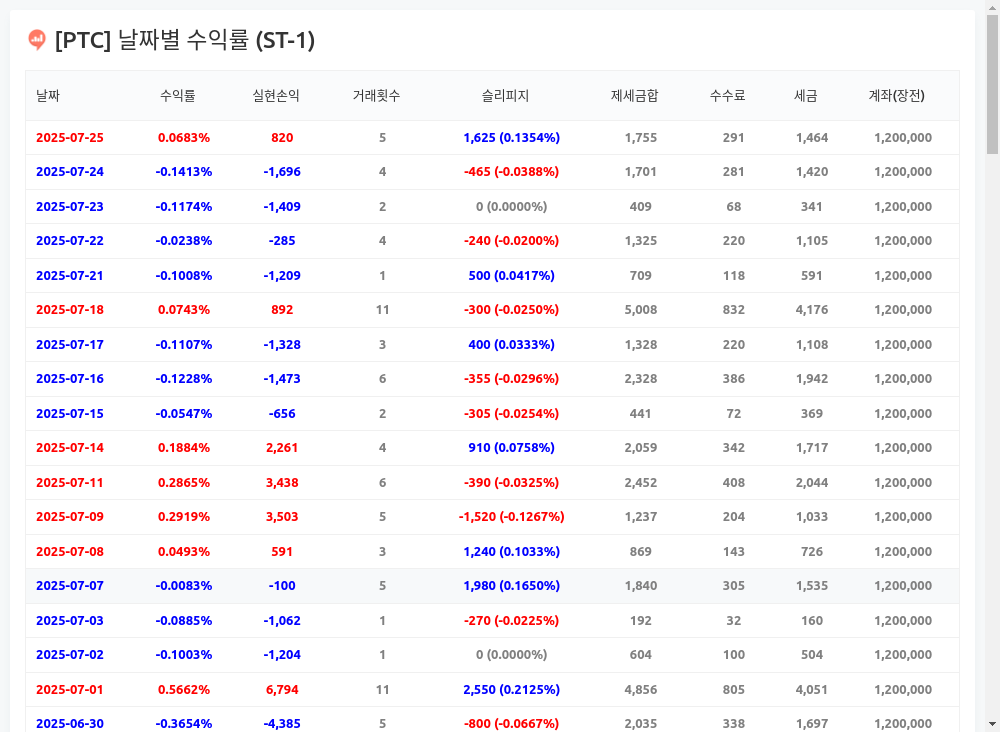 [PTC] 날짜별 수익률 (ST-1)
날짜 수익률 실현손익 거래횟수 슬리피지 제세금합 수수료 세금 계좌(장전)
2025-07-25 0.0683% 820 5 1,625 (0.1354%) 1,755 291 1,464 1,200,000
2025-07-24 -0.1413% -1,696 4 -465 (-0.0388%) 1,701 281 1,420 1,200,000
2025-07-23 -0.1174% -1,409 2 0 (0.0000%) 409 68 341 1,200,000
2025-07-22 -0.0238% -285 4 -240 (-0.0200%) 1,325 220 1,105 1,200,000
2025-07-21 -0.1008% -1,209 1 500 (0.0417%) 709 118 591 1,200,000
2025-07-18 0.0743% 892 11 -300 (-0.0250%) 5,008 832 4,176 1,200,000
2025-07-17 -0.1107% -1,328 3 400 (0.0333%) 1,328 220 1,108 1,200,000
2025-07-16 -0.1228% -1,473 6 -355 (-0.0296%) 2,328 386 1,942 1,200,000
2025-07-15 -0.0547% -656 2 -305 (-0.0254%) 441 72 369 1,200,000
2025-07-14 0.1884% 2,261 4 910 (0.0758%) 2,059 342 1,717 1,200,000
2025-07-11 0.2865% 3,438 6 -390 (-0.0325%) 2,452 408 2,044 1,200,000
2025-07-09 0.2919% 3,503 5 -1,520 (-0.1267%) 1,237 204 1,033 1,200,000
2025-07-08 0.0493% 591 3 1,240 (0.1033%) 869 143 726 1,200,000
2025-07-07 -0.0083% -100 5 1,980 (0.1650%) 1,840 305 1,535 1,200,000
2025-07-03 -0.0885% -1,062 1 -270 (-0.0225%) 192 32 160 1,200,000
2025-07-02 -0.1003% -1,204 1 0 (0.0000%) 604 100 504 1,200,000
2025-07-01 0.5662% 6,794 11 2,550 (0.2125%) 4,856 805 4,051 1,200,000
2025-06-30 -0.3654% -4,385 5 -800 (-0.0667%) 2,035 338 1,697 1,200,000